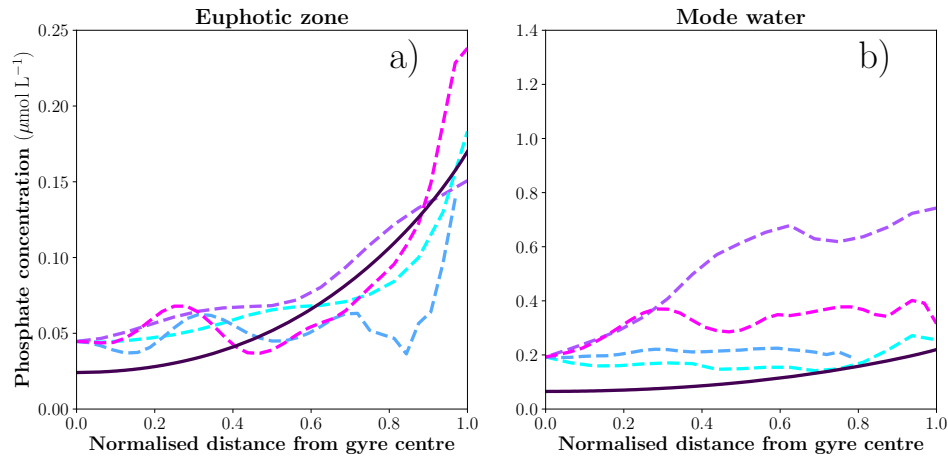 Euphotic zone
a)
Phosphate concentration (μmol L⁻¹)
0.25
0.20
0.15
0.10
0.05
0.00
0.0 0.2 0.4 0.6 0.8 1.0
Normalised distance from gyre centre
Mode water
b)
1.4
1.2
1.0
0.8
0.6
0.4
0.2
0.0
0.0 0.2 0.4 0.6 0.8 1.0
Normalised distance from gyre centre